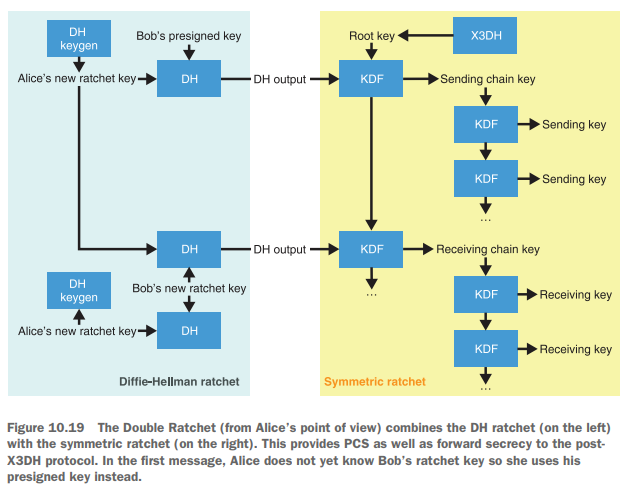 DH
keygen
Bob's presigned key
Root key
X3DH
Alice's new ratchet key
DH
DH output
KDF
Sending chain key
KDF
Sending key
KDF
Sending key
...
DH
DH output
KDF
Receiving chain key
...
DH
keygen
Bob's new ratchet key
KDF
Receiving key
Alice's new ratchet key
DH
KDF
Receiving key
...
Diffie-Hellman ratchet
Symmetric ratchet
Figure 10.19 The Double Ratchet (from Alice's point of view) combines the DH ratchet (on the left)
with the symmetric ratchet (on the right). This provides PCS as well as forward secrecy to the post-
X3DH protocol. In the first message, Alice does not yet know Bob's ratchet key so she uses his
presigned key instead.